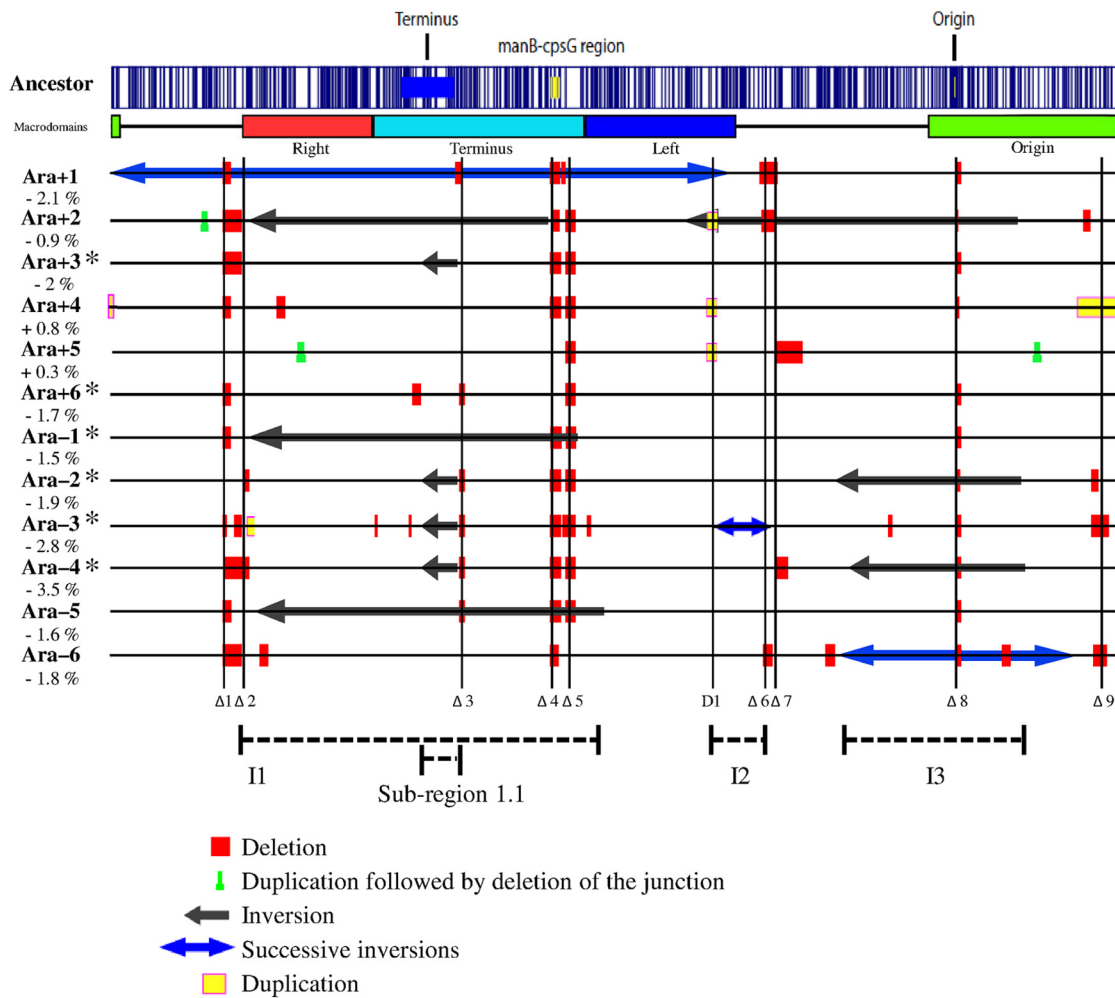 Terminus
Origin
manB-cpsG region
Ancestor
Macrodomains
Right
Terminus
Left
Origin
Ara+1
- 2.1 %
Ara+2
- 0.9 %
Ara+3 *
- 2 %
Ara+4
+ 0.8 %
Ara+5
+ 0.3 %
Ara+6 *
- 1.7 %
Ara–1 *
- 1.5 %
Ara–2 *
- 1.9 %
Ara–3 *
- 2.8 %
Ara–4 *
- 3.5 %
Ara–5
- 1.6 %
Ara–6
- 1.8 %
Δ1 Δ2 Δ3 Δ4 Δ5 D1 Δ6 Δ7 Δ8 Δ9
I1 I2 I3
Sub-region 1.1
Deletion
Duplication followed by deletion of the junction
Inversion
Successive inversions
Duplication